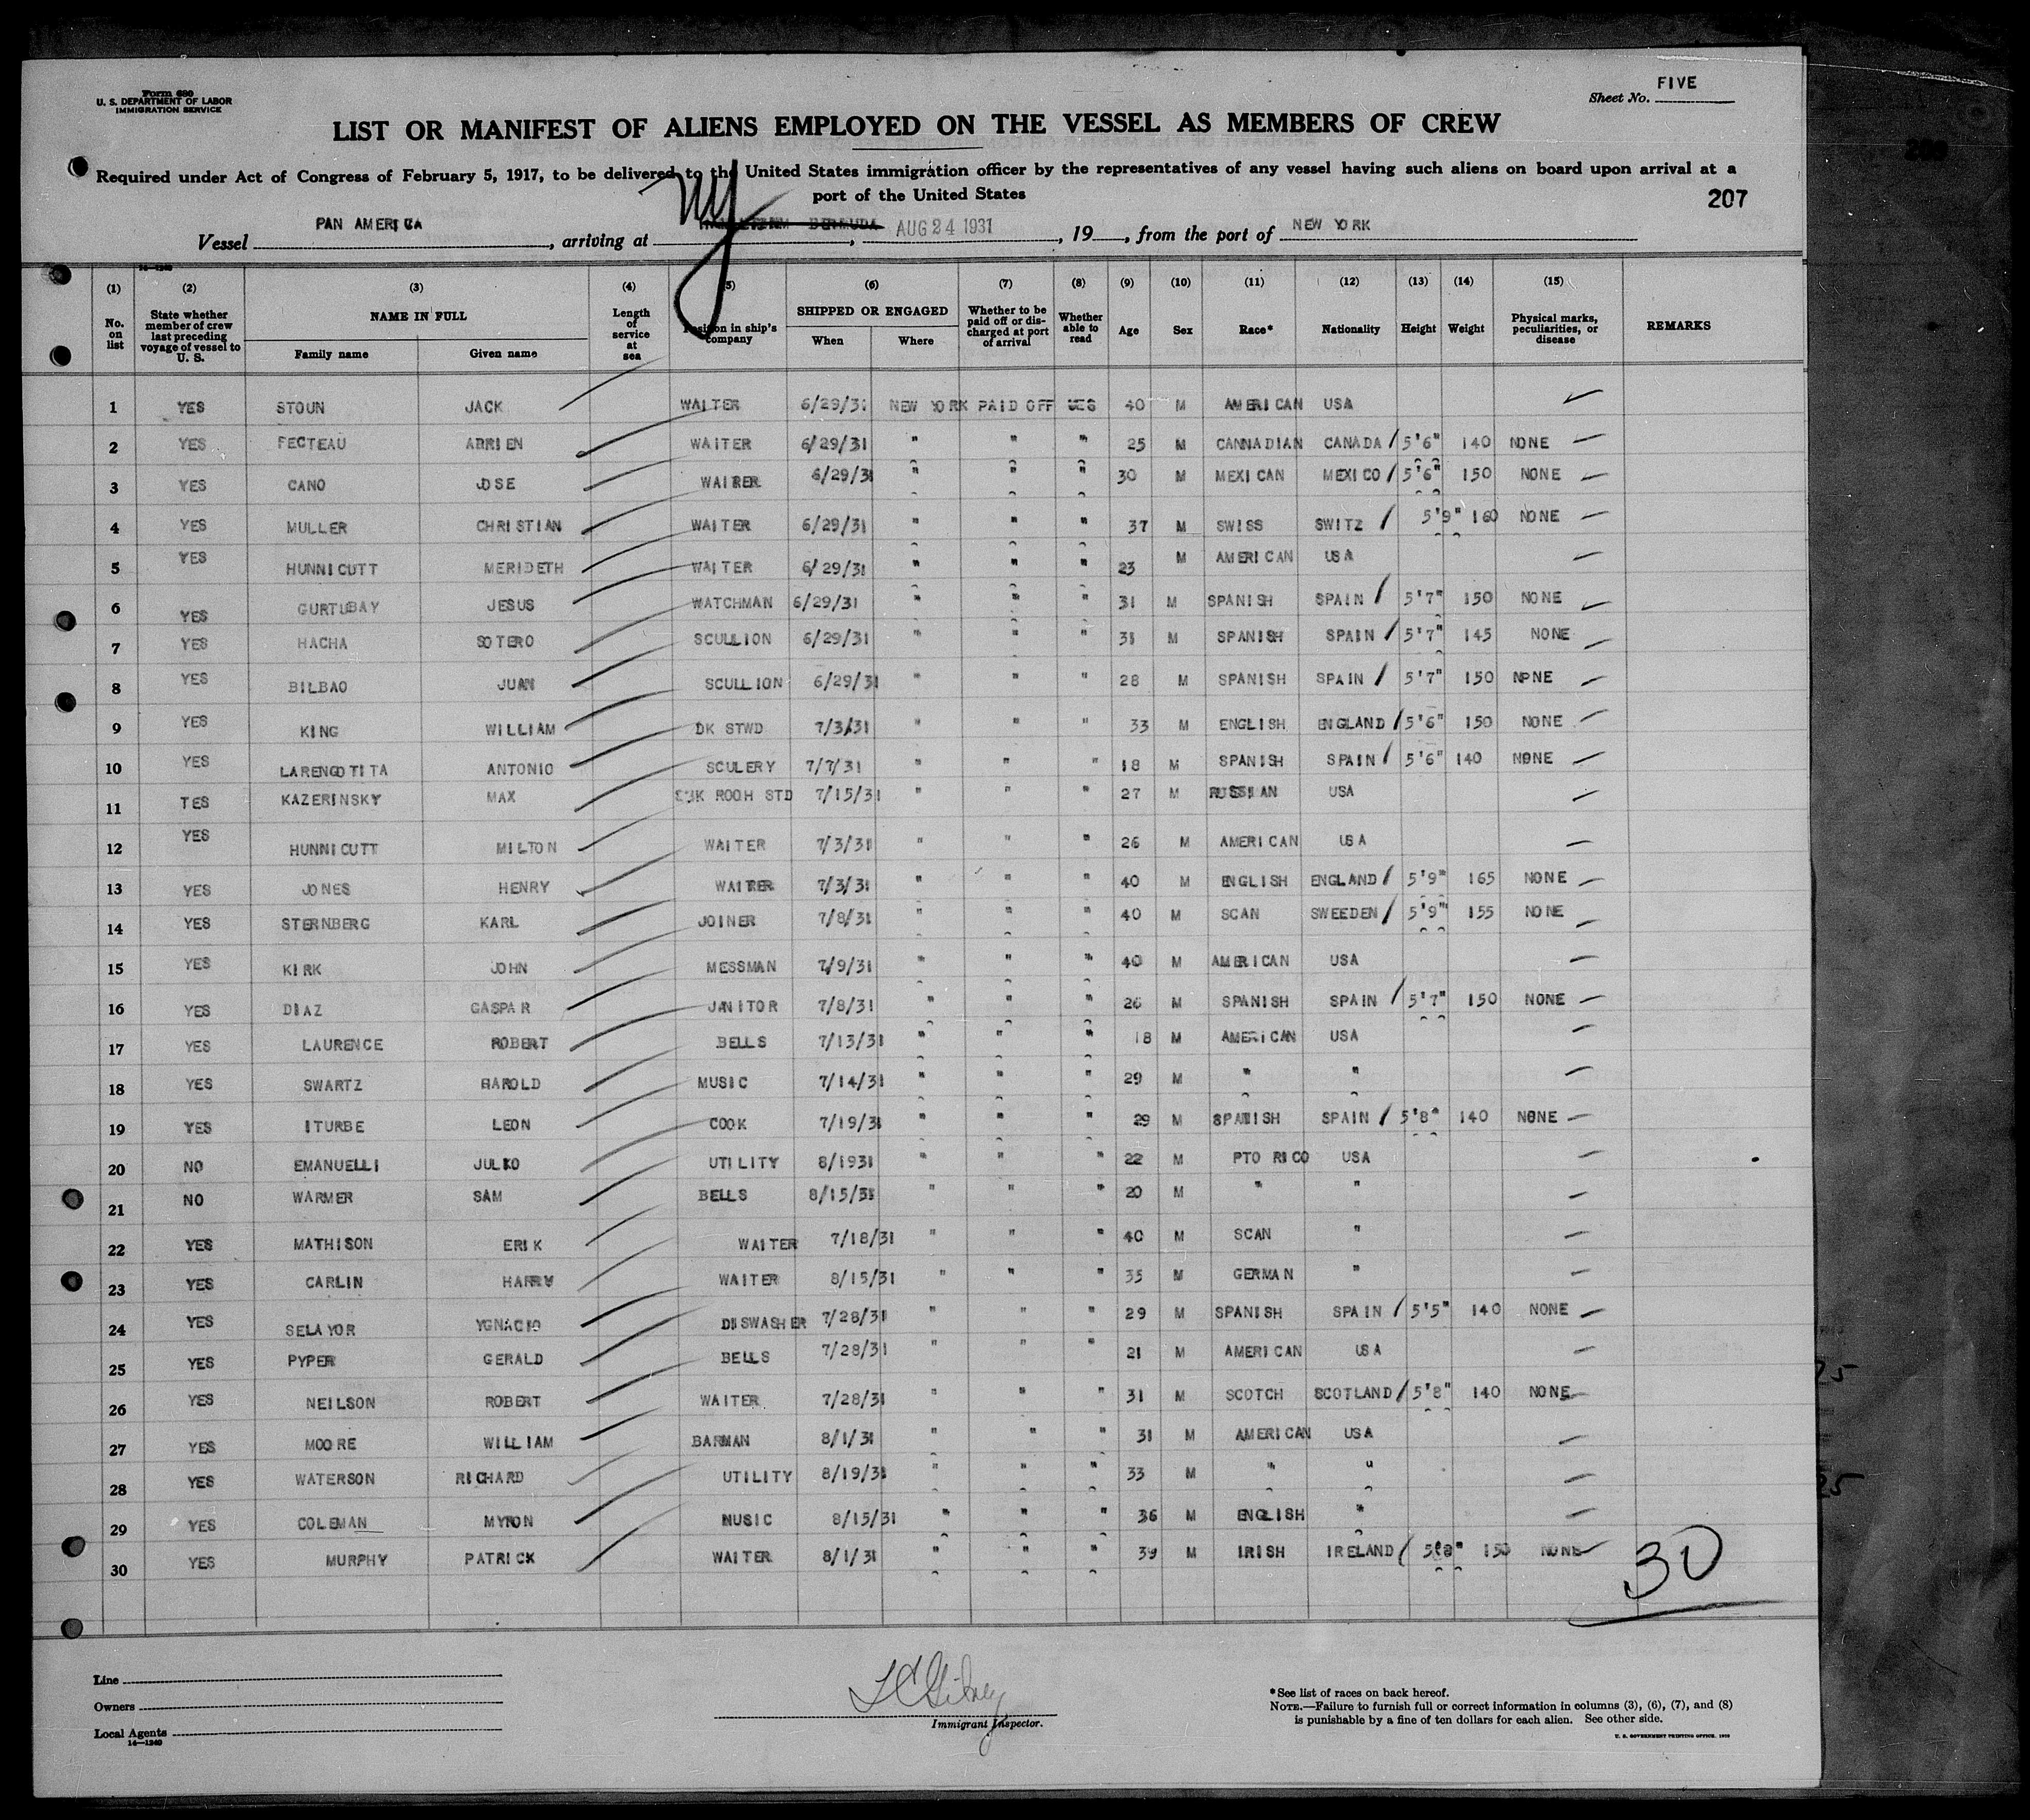 Form 680
U. S. DEPARTMENT OF LABOR
IMMIGRATION SERVICE
FIVE
Sheet No.
LIST OR MANIFEST OF ALIENS EMPLOYED ON THE VESSEL AS MEMBERS OF CREW
Required under Act of Congress of February 5, 1917, to be delivered to the United States immigration officer by the representatives of any vessel having such aliens on board upon arrival at a
port of the United States
207
Vessel PAN AMERICA, arriving at NY BERMUDA, AUG 24 1931, 19, from the port of NEW YORK
14—1240
(1) (2) (3) (4) (5) (6) (7) (8) (9) (10) (11) (12) (13) (14) (15)
No. on list State whether member of crew last preceding voyage of vessel to U. S. NAME IN FULL Family name Given name Length of service at sea Position in ship's company SHIPPED OR ENGAGED When Where Whether to be paid off or discharged at port of arrival Whether able to read Age Sex Race* Nationality Height Weight Physical marks, peculiarities, or disease REMARKS
1 YES STOUN JACK WAITER 6/29/31 NEW YORK PAID OFF YES 40 M AMERICAN USA
2 YES FECTEAU ADRIEN WAITER 6/29/31 " " " 25 M CANNADIAN CANADA 5'6" 140 NONE
3 YES CANO JOSE WAITER 6/29/31 " " " 30 M MEXICAN MEXICO 5'6" 150 NONE
4 YES MULLER CHRISTIAN WAITER 6/29/31 " " " 37 M SWISS SWITZ 5'9" 160 NONE
5 YES HUNNICUTT MERIDETH WAITER 6/29/31 " " " 23 M AMERICAN USA
6 YES GURTUBAY JESUS WATCHMAN 6/29/31 " " " 31 M SPANISH SPAIN 5'7" 150 NONE
7 YES HACHA SOTERO SCULLION 6/29/31 " " " 31 M SPANISH SPAIN 5'7" 145 NONE
8 YES BILBAO JUAN SCULLION 6/29/31 " " " 28 M SPANISH SPAIN 5'7" 150 NPNE
9 YES KING WILLIAM DK STWD 7/3/31 " " " 33 M ENGLISH ENGLAND 5'6" 150 NONE
10 YES LARENGOTITA ANTONIO SCULERY 7/7/31 " " " 18 M SPANISH SPAIN 5'6" 140 NONE
11 TES KAZERINSKY MAX SMK ROOH STD 7/15/31 " " " 27 M RUSSIAN USA
12 YES HUNNICUTT MILTON WAITER 7/3/31 " " " 26 M AMERICAN USA
13 YES JONES HENRY WAITER 7/3/31 " " " 40 M ENGLISH ENGLAND 5'9" 165 NONE
14 YES STERNBERG KARL JOINER 7/8/31 " " " 40 M SCAN SWEEDEN 5'9" 155 NONE
15 YES KIRK JOHN MESSMAN 7/9/31 " " " 40 M AMERICAN USA
16 YES DIAZ GASPAR JANITOR 7/8/31 " " " 26 M SPANISH SPAIN 5'7" 150 NONE
17 YES LAURENCE ROBERT BELLS 7/13/31 " " " 18 M AMERICAN USA
18 YES SWARTZ HAROLD MUSIC 7/14/31 " " " 29 M " "
19 YES ITURBE LEON COOK 7/19/31 " " " 29 M SPANISH SPAIN 5'8" 140 NONE
20 NO EMANUELLI JULIO UTILITY 8/1931 " " " 22 M PTO RICO USA
21 NO WARMER SAM BELLS 8/15/31 " " " 20 M " "
22 YES MATHISON ERIK WAITER 7/18/31 " " " 40 M SCAN "
23 YES CARLIN HARRY WAITER 8/15/31 " " " 35 M GERMAN "
24 YES SELAYOR YGNACIO DISWASHER 7/28/31 " " " 29 M SPANISH SPAIN 5'5" 140 NONE
25 YES PYPER GERALD BELLS 7/28/31 " " " 21 M AMERICAN USA
26 YES NEILSON ROBERT WAITER 7/28/31 " " " 31 M SCOTCH SCOTLAND 5'8" 140 NONE
27 YES MOORE WILLIAM BARMAN 8/1/31 " " " 31 M AMERICAN USA
28 YES WATERSON RICHARD UTILITY 8/19/31 " " " 33 M " "
29 YES COLEMAN MYRON MUSIC 8/15/31 " " " 36 M ENGLISH "
30 YES MURPHY PATRICK WAITER 8/1/31 " " " 39 M IRISH IRELAND 5'8" 150 NONE
30
Line
Owners
Local Agents
14—1240
Immigrant Inspector.
*See list of races on back hereof.
NOTE.—Failure to furnish full or correct information in columns (3), (6), (7), and (8)
is punishable by a fine of ten dollars for each alien. See other side.
U. S. GOVERNMENT PRINTING OFFICE